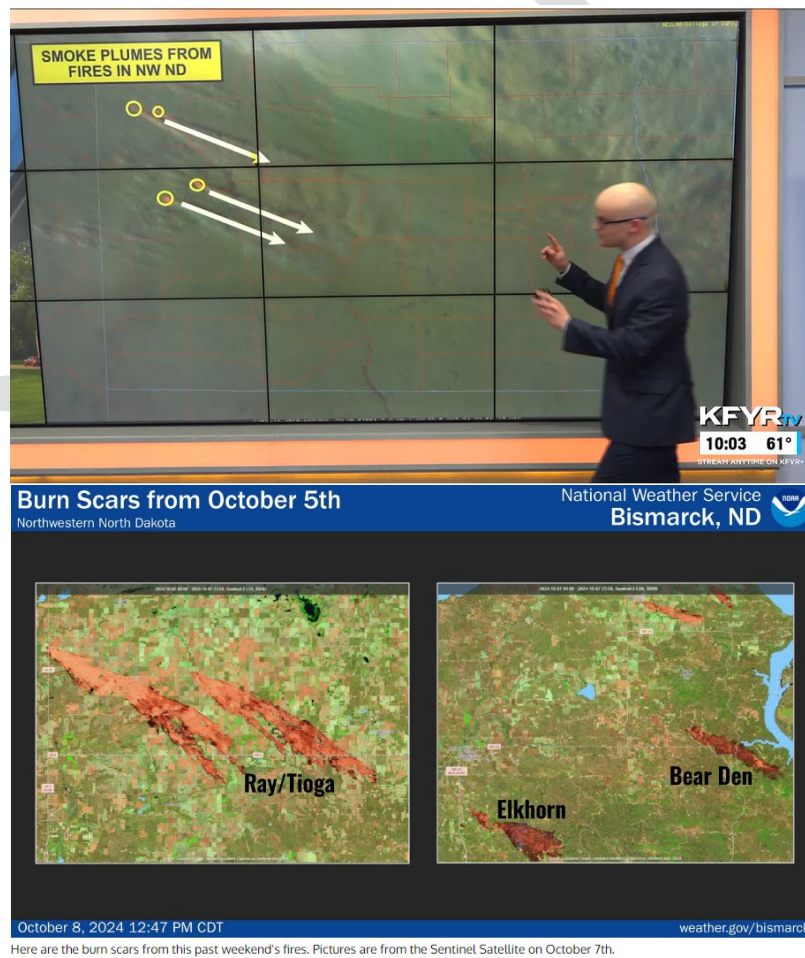 SMOKE PLUMES FROM
FIRES IN NW ND
KFYRTV
10:03 61°
STREAM ANYTIME ON KFYR+
Burn Scars from October 5th
Northwestern North Dakota
National Weather Service
Bismarck, ND
NOAA
Ray/Tioga
Bear Den
Elkhorn
October 8, 2024 12:47 PM CDT
weather.gov/bismarck
Here are the burn scars from this past weekend's fires. Pictures are from the Sentinel Satellite on October 7th.